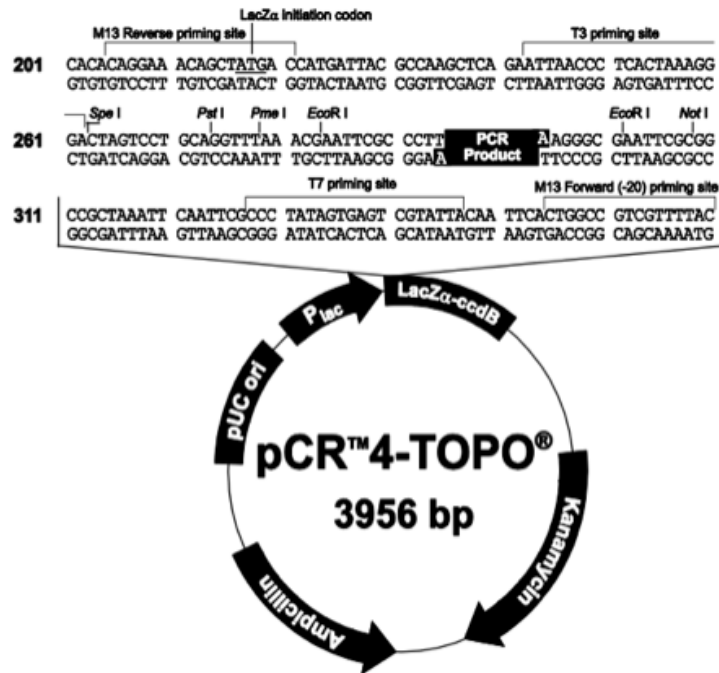 LacZα initiation codon
M13 Reverse priming site T3 priming site
201 CACACAGGAA ACAGCTATGA CCATGATTAC GCCAAGCTCA GAATTAACCC TCACTAAAGG
GTGTGTCCTT TGTCGATACT GGTACTAATG CGGTTCGAGT CTTAATTGGG AGTGATTTCC
Spe I Pst I Pme I EcoR I EcoR I Not I
261 GACTAGTCCT GCAGGTTTAA ACGAATTCGC CCTT PCR A AGGGC GAATTCGCGG
CTGATCAGGA CGTCCAAATT TGCTTAAGCG GGAA Product TTCCCG CTTAAGCGCC
T7 priming site M13 Forward (-20) priming site
311 CCGCTAAATT CAATTCGCCC TATAGTGAGTC GTATTACAA TTCACTGGCC GTCGTTTTAC
GGCGATTTAA GTTAAGCGGG ATATCACTCA GCATAATGTT AAGTGACCGG CAGCAAAATG
Plac
LacZα-ccdB
pUC ori
pCR™4-TOPO®
3956 bp
Kanamycin
Ampicillin